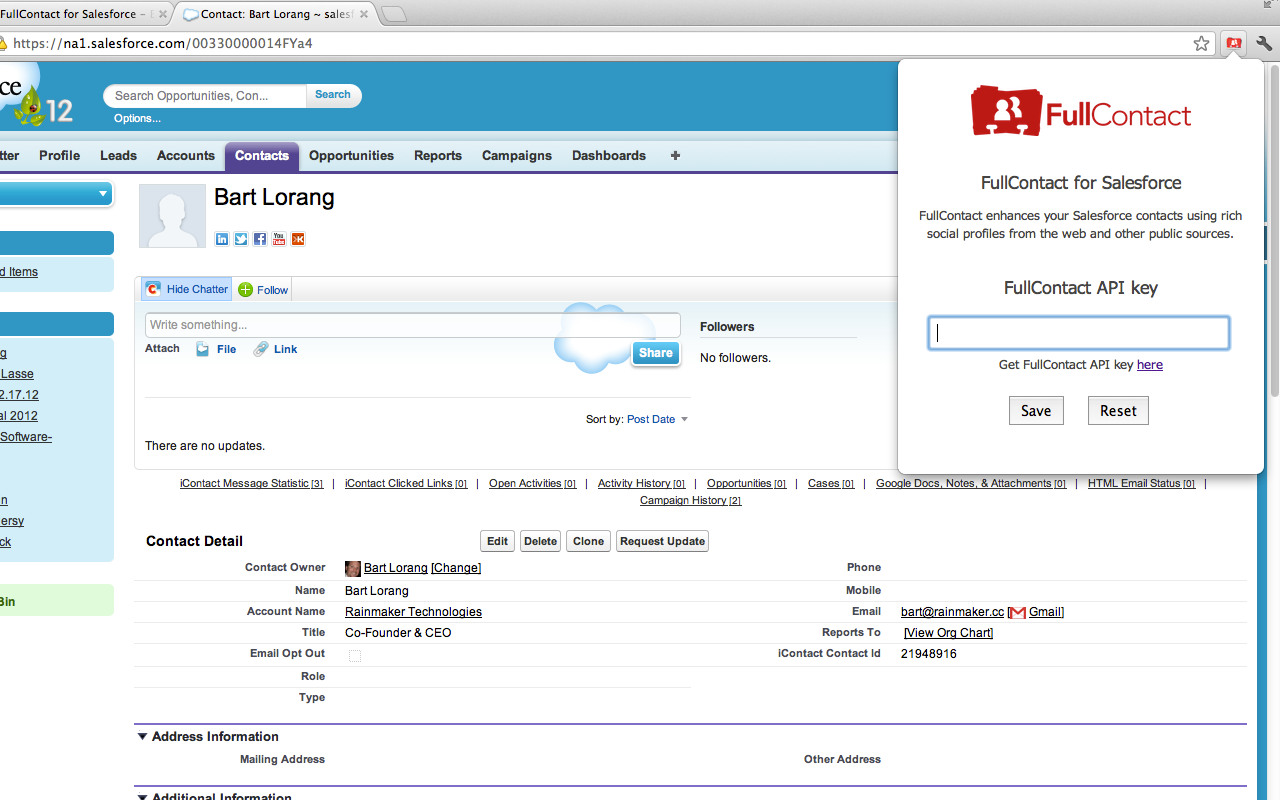 FullContact for Salesforce –
Contact: Bart Lorang ~ sales
https://na1.salesforce.com/00330000014FYa4
ce
12
Search Opportunities, Con...
Search
Options...
tter Profile Leads Accounts Contacts Opportunities Reports Campaigns Dashboards +
d Items
g
Lasse
2.17.12
al 2012
Software-
n
ersy
ck
Bin
Bart Lorang
in
You
Tube
K
C Hide Chatter Follow
Write something...
Attach File Link
Share
Followers
No followers.
Sort by: Post Date
There are no updates.
iContact Message Statistic [3] | iContact Clicked Links [0] | Open Activities [0] | Activity History [0] | Opportunities [0] | Cases [0] | Google Docs, Notes, & Attachments [0] | HTML Email Status [0] |
Campaign History [2]
Contact Detail Edit Delete Clone Request Update
Contact Owner Bart Lorang [Change] Phone
Name Bart Lorang Mobile
Account Name Rainmaker Technologies Email bart@rainmaker.cc [Gmail]
Title Co-Founder & CEO Reports To [View Org Chart]
Email Opt Out iContact Contact Id 21948916
Role
Type
Address Information
Mailing Address Other Address
Additional Information
FullContact
FullContact for Salesforce
FullContact enhances your Salesforce contacts using rich
social profiles from the web and other public sources.
FullContact API key
Get FullContact API key here
Save Reset